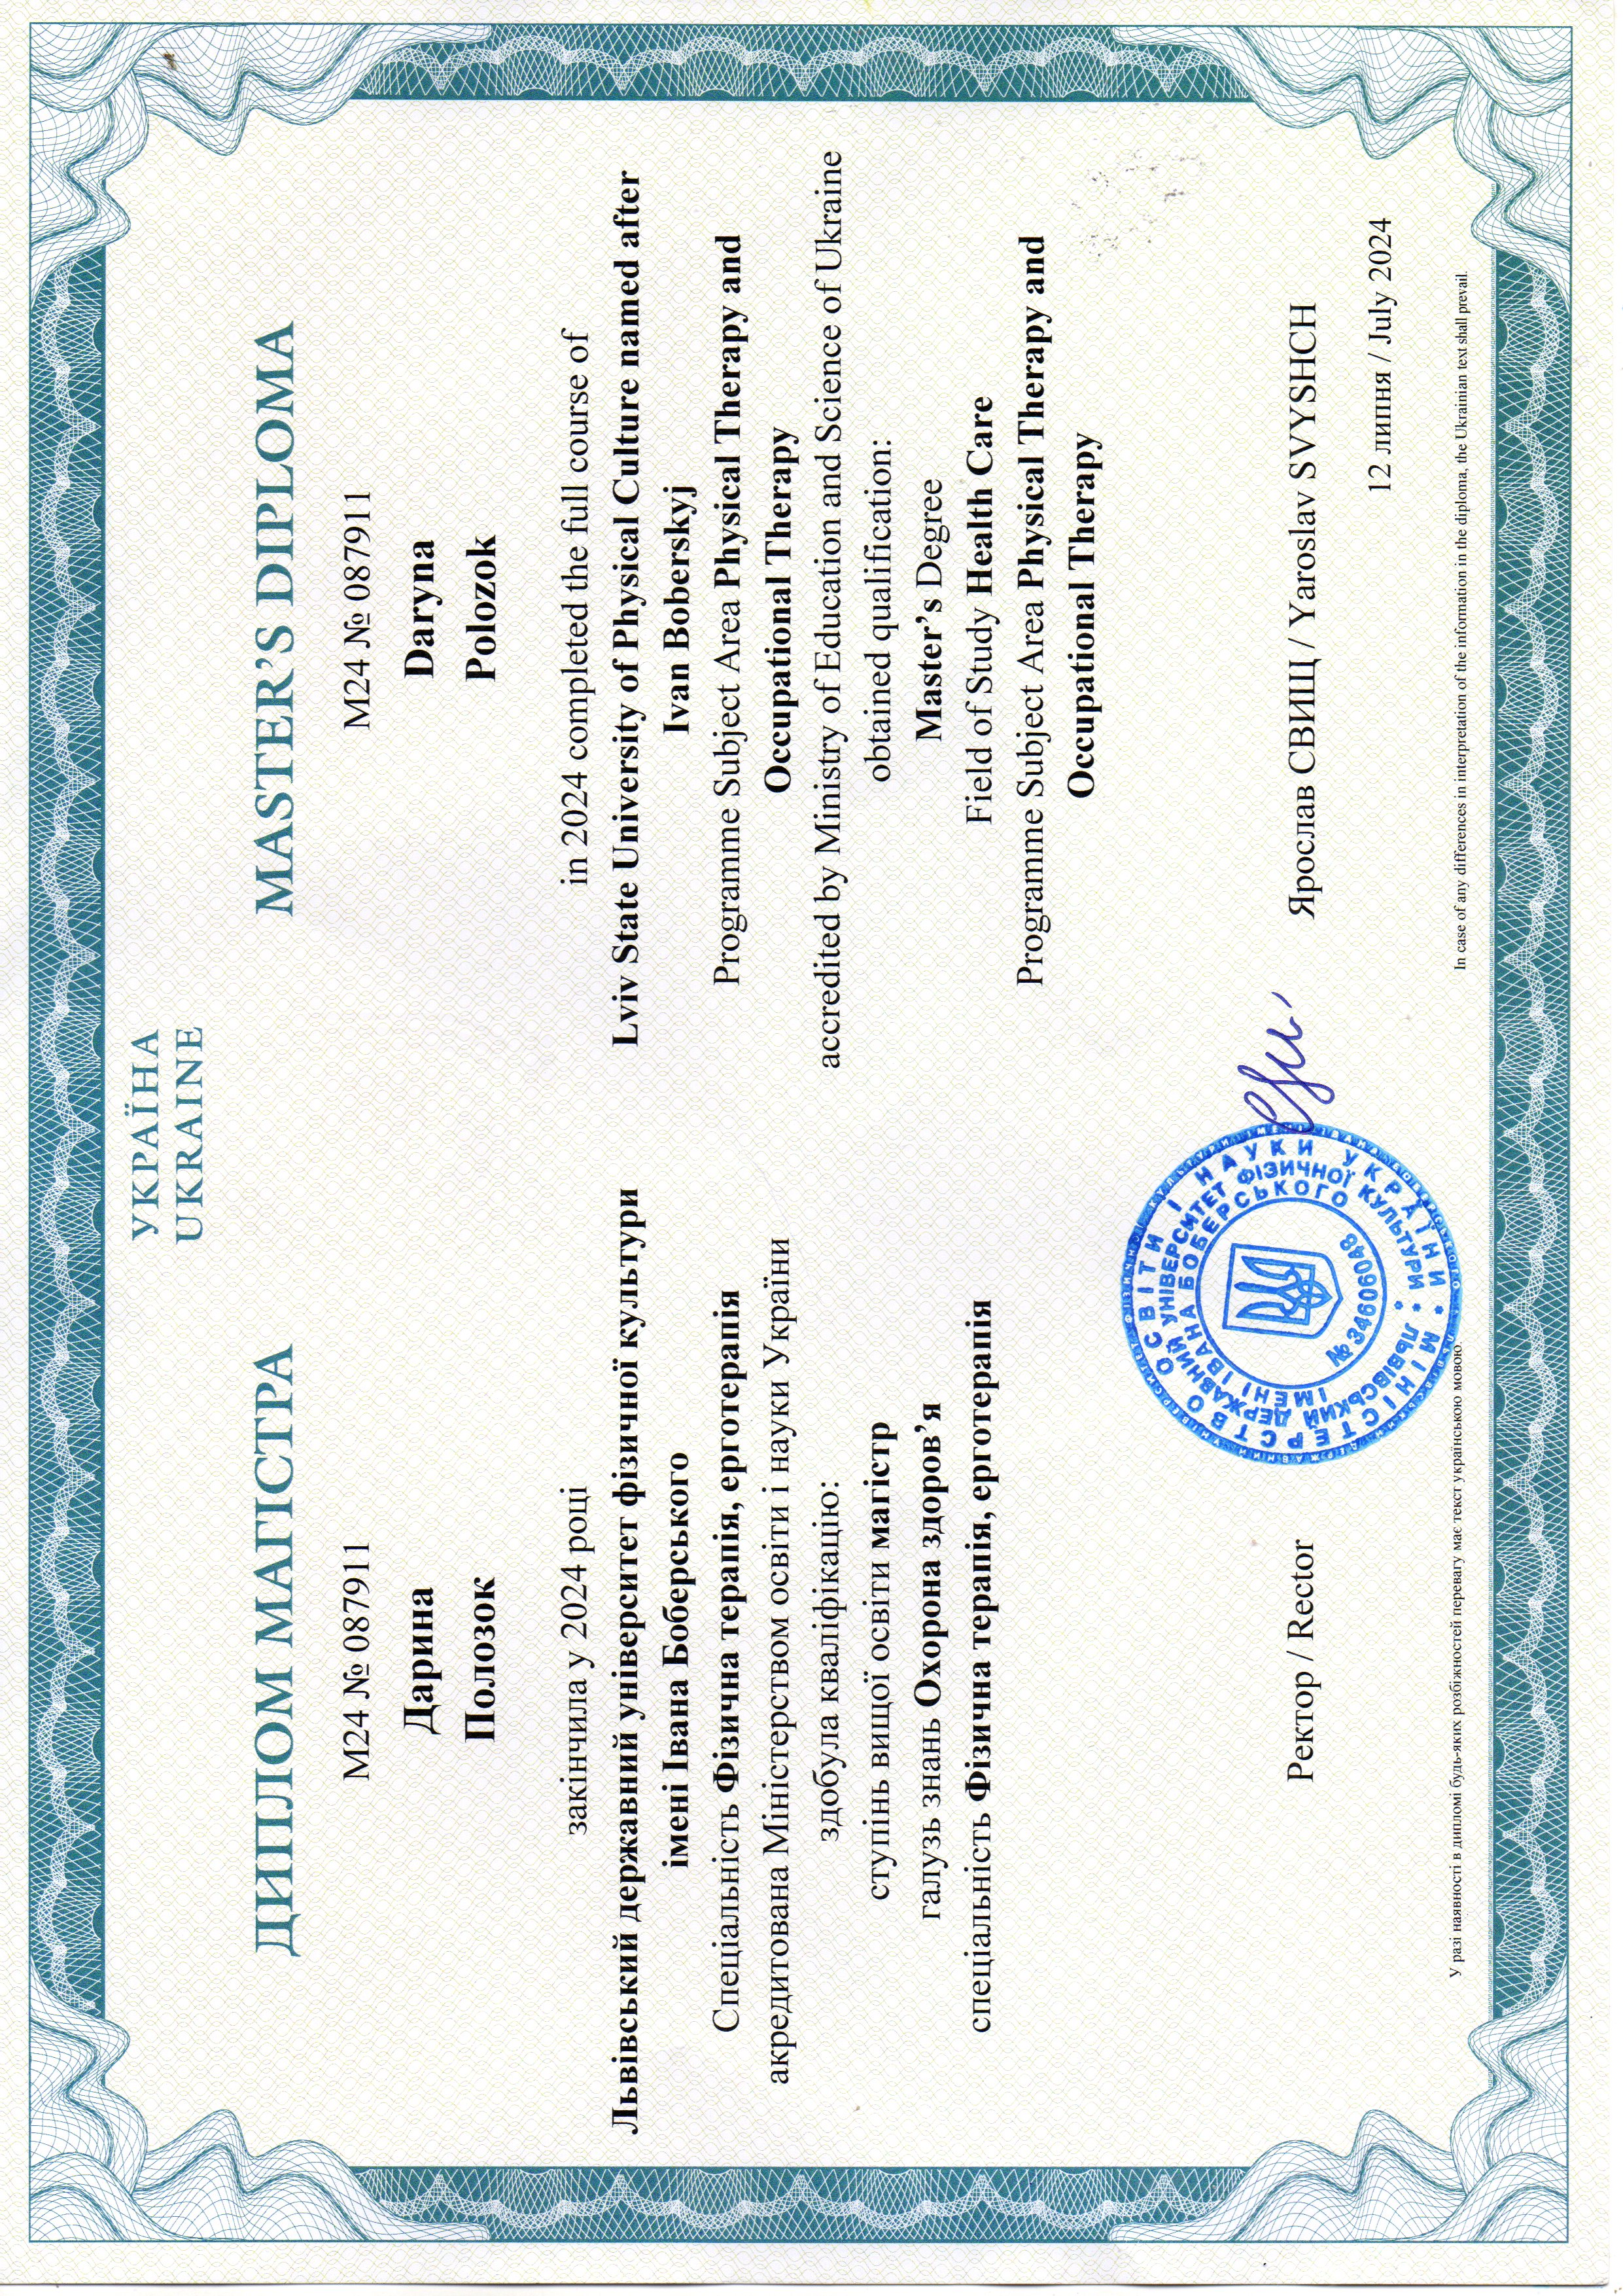 УКРАЇНА
UKRAINE
ДИПЛОМ МАГІСТРА
М24 № 087911
Дарина
Полозок
закінчила у 2024 році
Львівський державний університет фізичної культури
імені Івана Боберського
Спеціальність Фізична терапія, ерготерапія
акредитована Міністерством освіти і науки України
здобула кваліфікацію:
ступінь вищої освіти магістр
галузь знань Охорона здоров’я
спеціальність Фізична терапія, ерготерапія
MASTER’S DIPLOMA
M24 № 087911
Daryna
Polozok
in 2024 completed the full course of
Lviv State University of Physical Culture named after
Ivan Boberskyj
Programme Subject Area Physical Therapy and
Occupational Therapy
accredited by Ministry of Education and Science of Ukraine
obtained qualification:
Master’s Degree
Field of Study Health Care
Programme Subject Area Physical Therapy and
Occupational Therapy
Ректор / Rector
МІНІСТЕРСТВО ОСВІТИ І НАУКИ УКРАЇНИ
ЛЬВІВСЬКИЙ ДЕРЖАВНИЙ УНІВЕРСИТЕТ ФІЗИЧНОЇ КУЛЬТУРИ
ІМЕНІ ІВАНА БОБЕРСЬКОГО
№ 34606048
Ярослав СВИЩ / Yaroslav SVYSHCH
12 липня / July 2024
У разі наявності в дипломі будь-яких розбіжностей перевагу має текст українською мовою.
In case of any differences in interpretation of the information in the diploma, the Ukrainian text shall prevail.